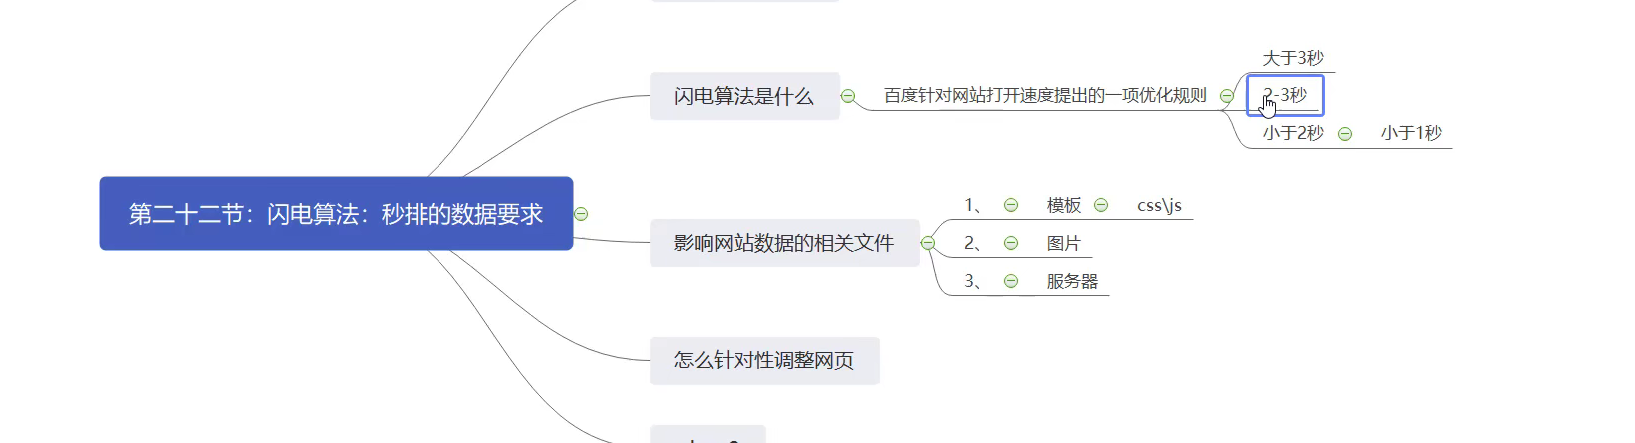 第二十二节：闪电算法：秒排的数据要求
闪电算法是什么
百度针对网站打开速度提出的一项优化规则
大于3秒
2-3秒
小于2秒
小于1秒
影响网站数据的相关文件
1、
模板
css\js
2、
图片
3、
服务器
怎么针对性调整网页